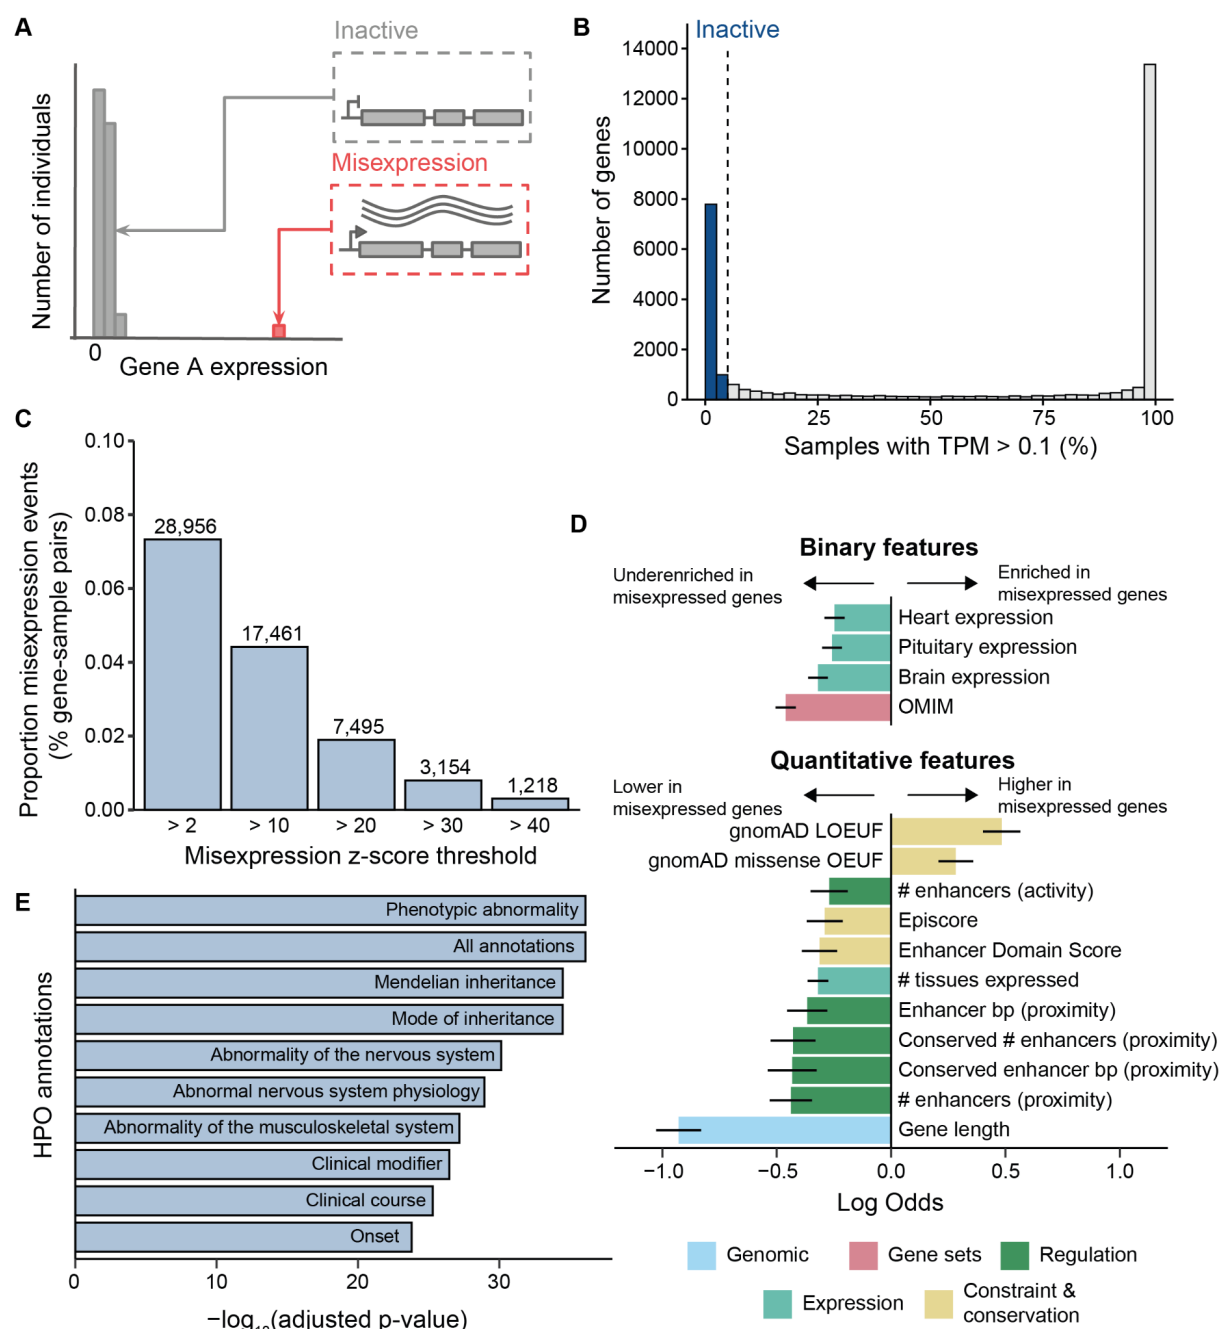 A
Inactive
Misexpression
Number of individuals
0
Gene A expression
B
Inactive
14000
12000
10000
8000
6000
4000
2000
0
Number of genes
0
25
50
75
100
Samples with TPM > 0.1 (%)
C
0.10
0.08
0.06
0.04
0.02
0.00
Proportion misexpression events
(% gene-sample pairs)
28,956
17,461
7,495
3,154
1,218
> 2
> 10
> 20
> 30
> 40
Misexpression z-score threshold
D
Binary features
Underenriched in
misexpressed genes
Enriched in
misexpressed genes
Heart expression
Pituitary expression
Brain expression
OMIM
Quantitative features
Lower in
misexpressed genes
Higher in
misexpressed genes
gnomAD LOEUF
gnomAD missense OEUF
# enhancers (activity)
Episcore
Enhancer Domain Score
# tissues expressed
Enhancer bp (proximity)
Conserved # enhancers (proximity)
Conserved enhancer bp (proximity)
# enhancers (proximity)
Gene length
−1.0
−0.5
0.0
0.5
1.0
Log Odds
Genomic
Gene sets
Regulation
Expression
Constraint &
conservation
E
HPO annotations
Phenotypic abnormality
All annotations
Mendelian inheritance
Mode of inheritance
Abnormality of the nervous system
Abnormal nervous system physiology
Abnormality of the musculoskeletal system
Clinical modifier
Clinical course
Onset
0
10
20
30
−log10(adjusted p-value)